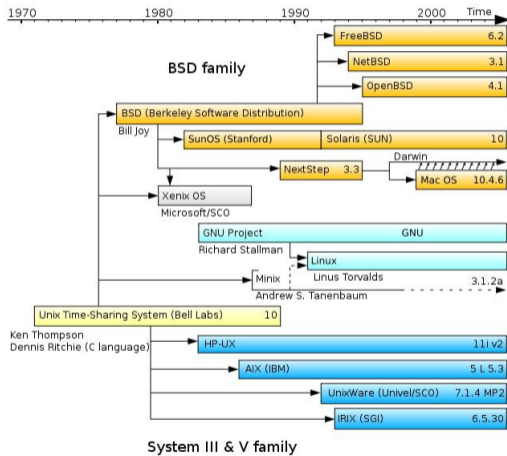 1970 1980 1990 2000 Time
FreeBSD 6.2
BSD family
NetBSD 3.1
OpenBSD 4.1
BSD (Berkeley Software Distribution)
Bill Joy
SunOS (Stanford) Solaris (SUN) 10
Darwin
NextStep 3.3
Mac OS 10.4.6
Xenix OS
Microsoft/SCO
GNU Project GNU
Richard Stallman
Linux
Linus Torvalds
Minix 3.1.2a
Andrew S. Tanenbaum
Unix Time-Sharing System (Bell Labs) 10
Ken Thompson
Dennis Ritchie (C language)
HP-UX 11i v2
AIX (IBM) 5 L 5.3
UnixWare (Univel/SCO) 7.1.4 MP2
IRIX (SGI) 6.5.30
System III & V family